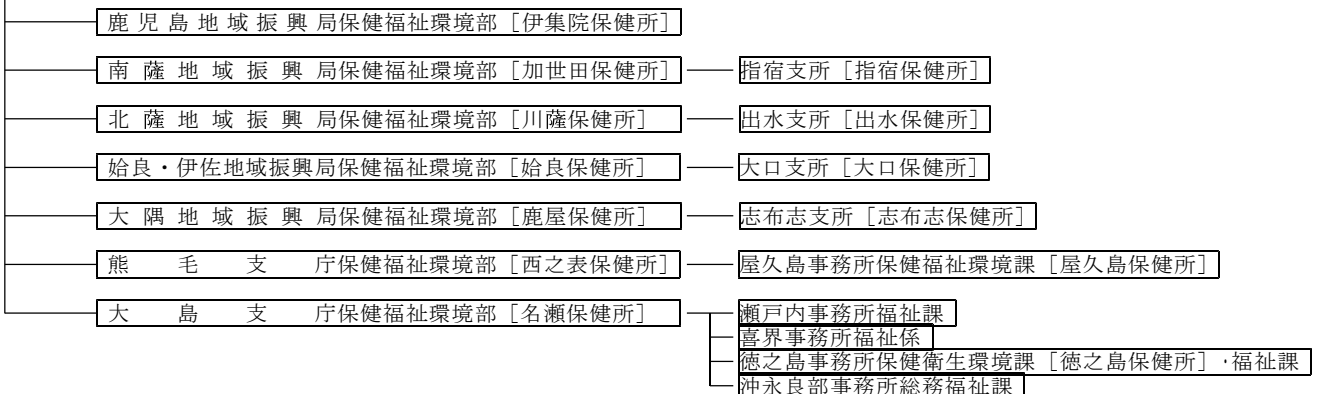 鹿児島地域振興局保健福祉環境部［伊集院保健所］
南薩地域振興局保健福祉環境部［加世田保健所］ 指宿支所［指宿保健所］
北薩地域振興局保健福祉環境部［川薩保健所］ 出水支所［出水保健所］
姶良・伊佐地域振興局保健福祉環境部［姶良保健所］ 大口支所［大口保健所］
大隅地域振興局保健福祉環境部［鹿屋保健所］ 志布志支所［志布志保健所］
熊毛支庁保健福祉環境部［西之表保健所］ 屋久島事務所保健福祉環境課［屋久島保健所］
大島支庁保健福祉環境部［名瀬保健所］ 瀬戸内事務所福祉課
喜界事務所福祉係
徳之島事務所保健衛生環境課［徳之島保健所］・福祉課
沖永良部事務所総務福祉課